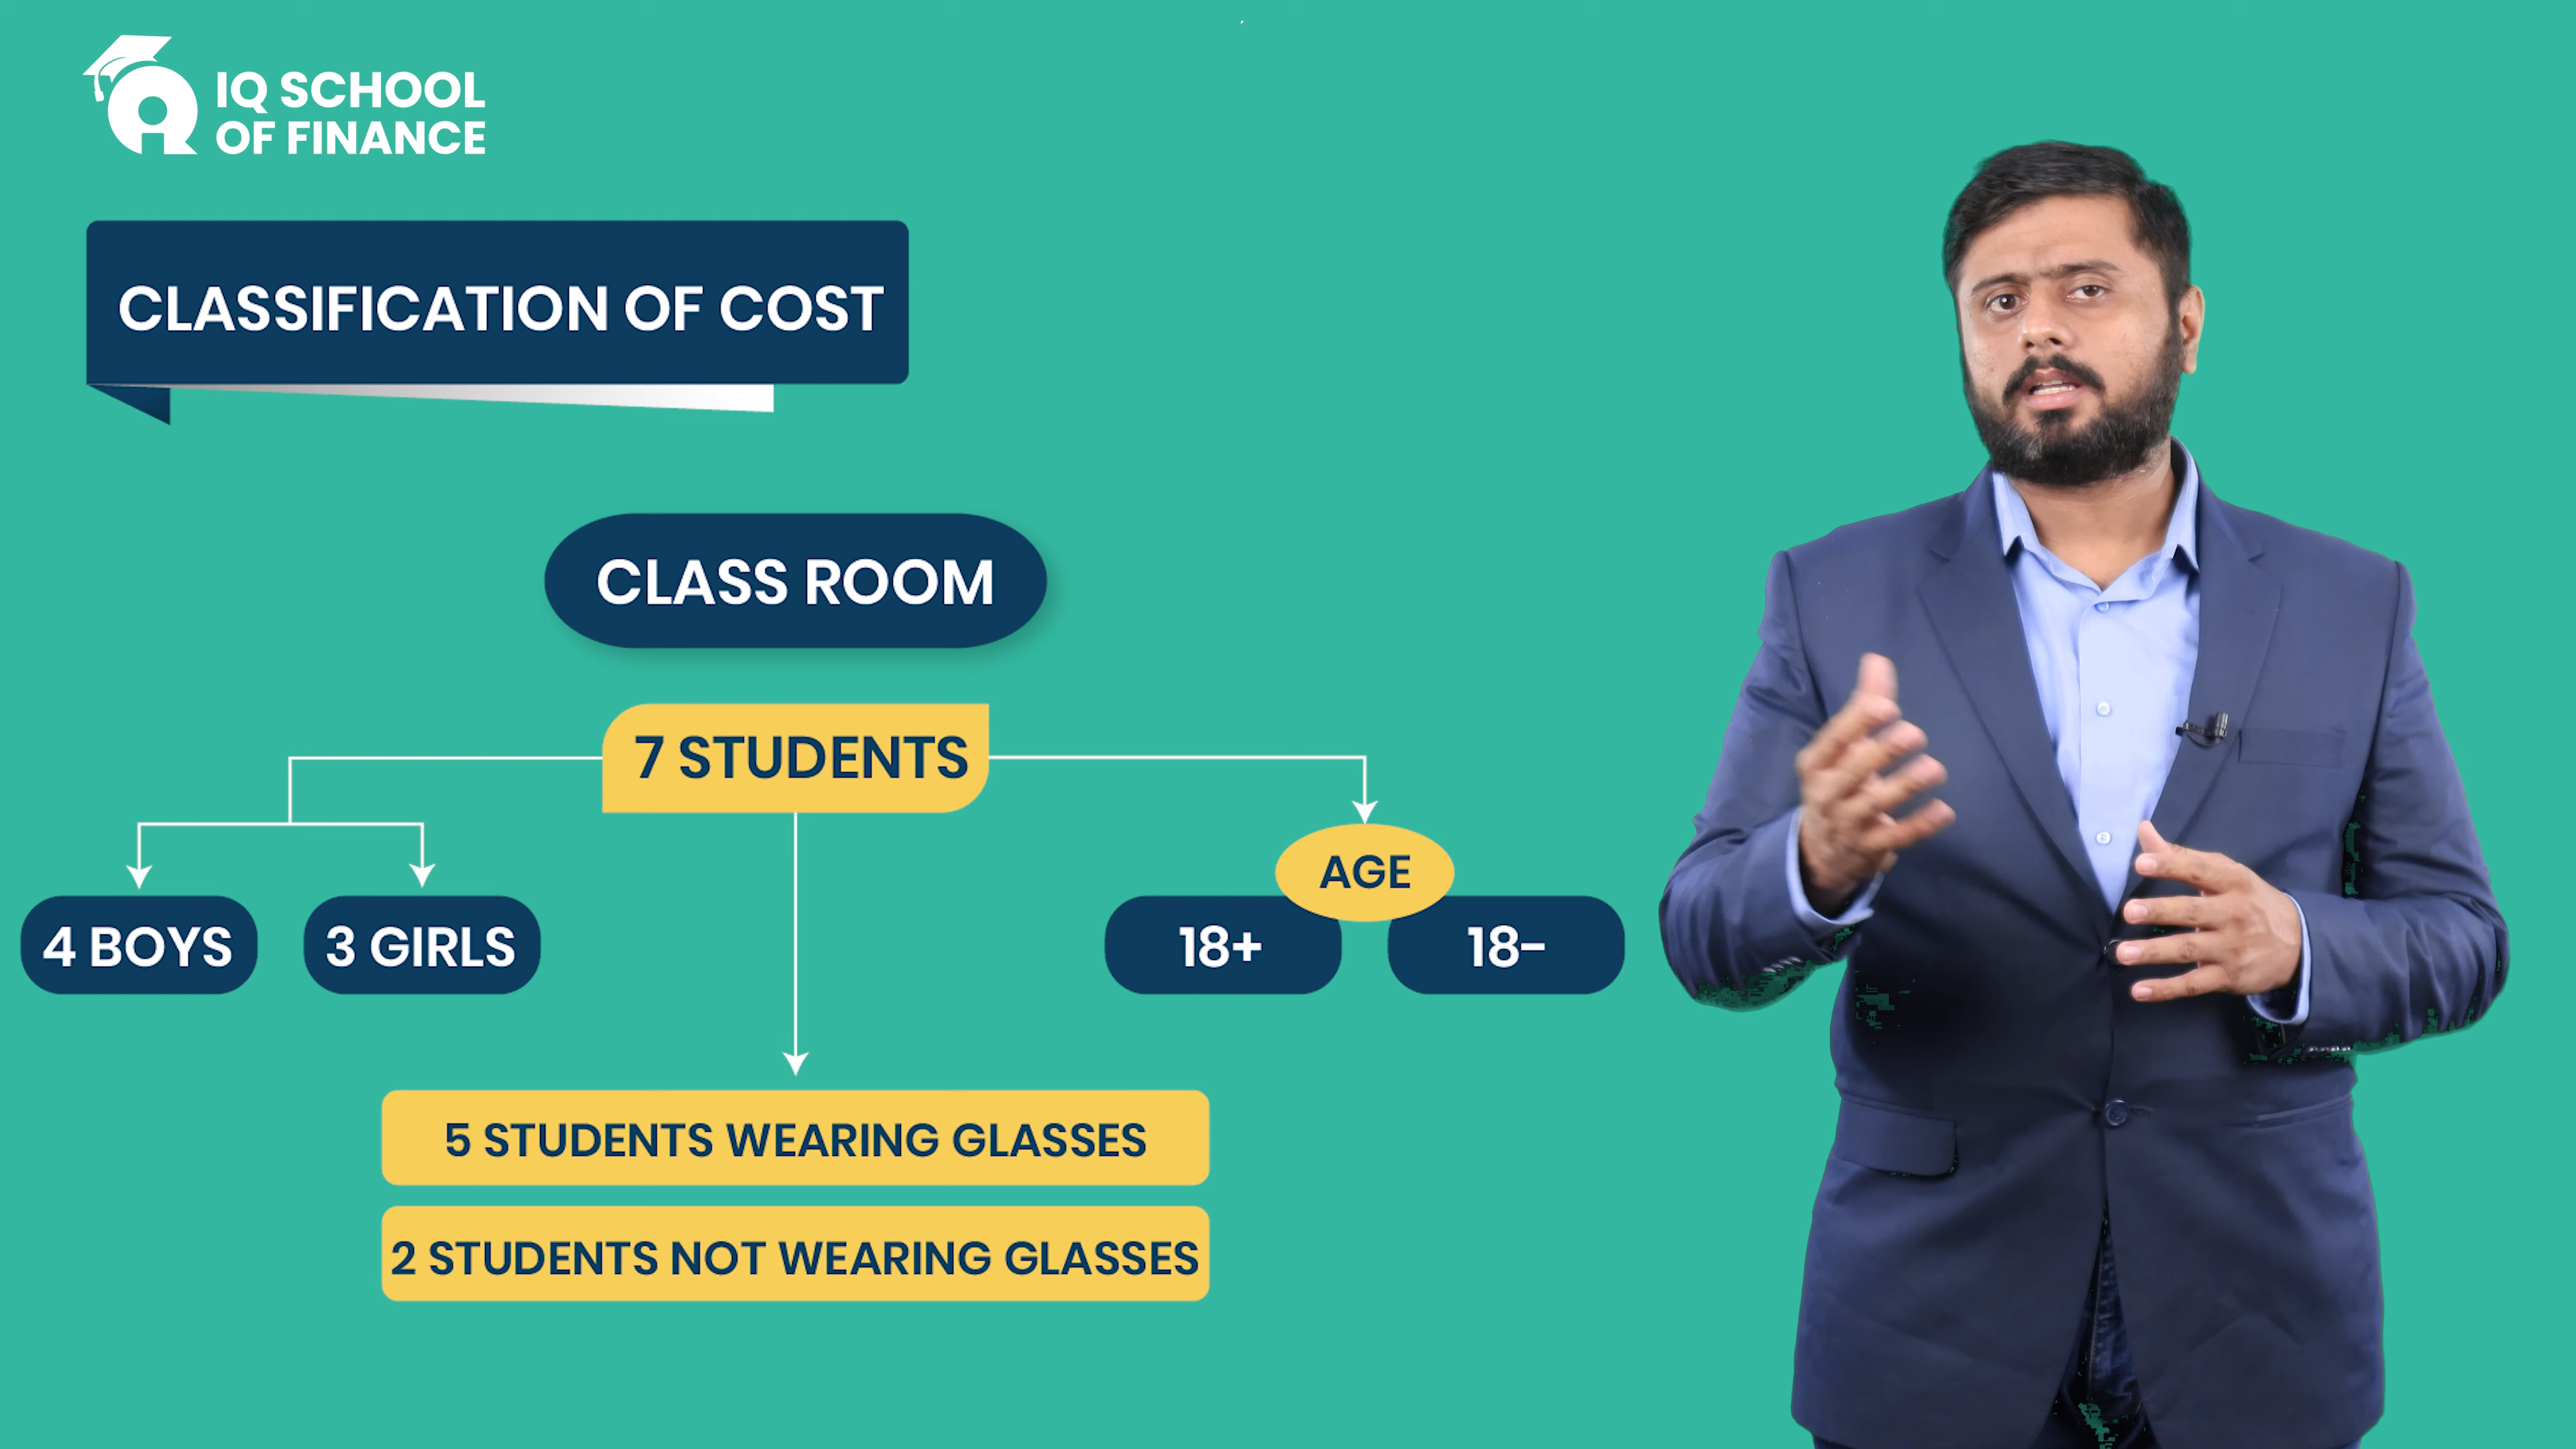 IQ SCHOOL
OF FINANCE
CLASSIFICATION OF COST
CLASS ROOM
7 STUDENTS
4 BOYS
3 GIRLS
AGE
18+
18-
5 STUDENTS WEARING GLASSES
2 STUDENTS NOT WEARING GLASSES